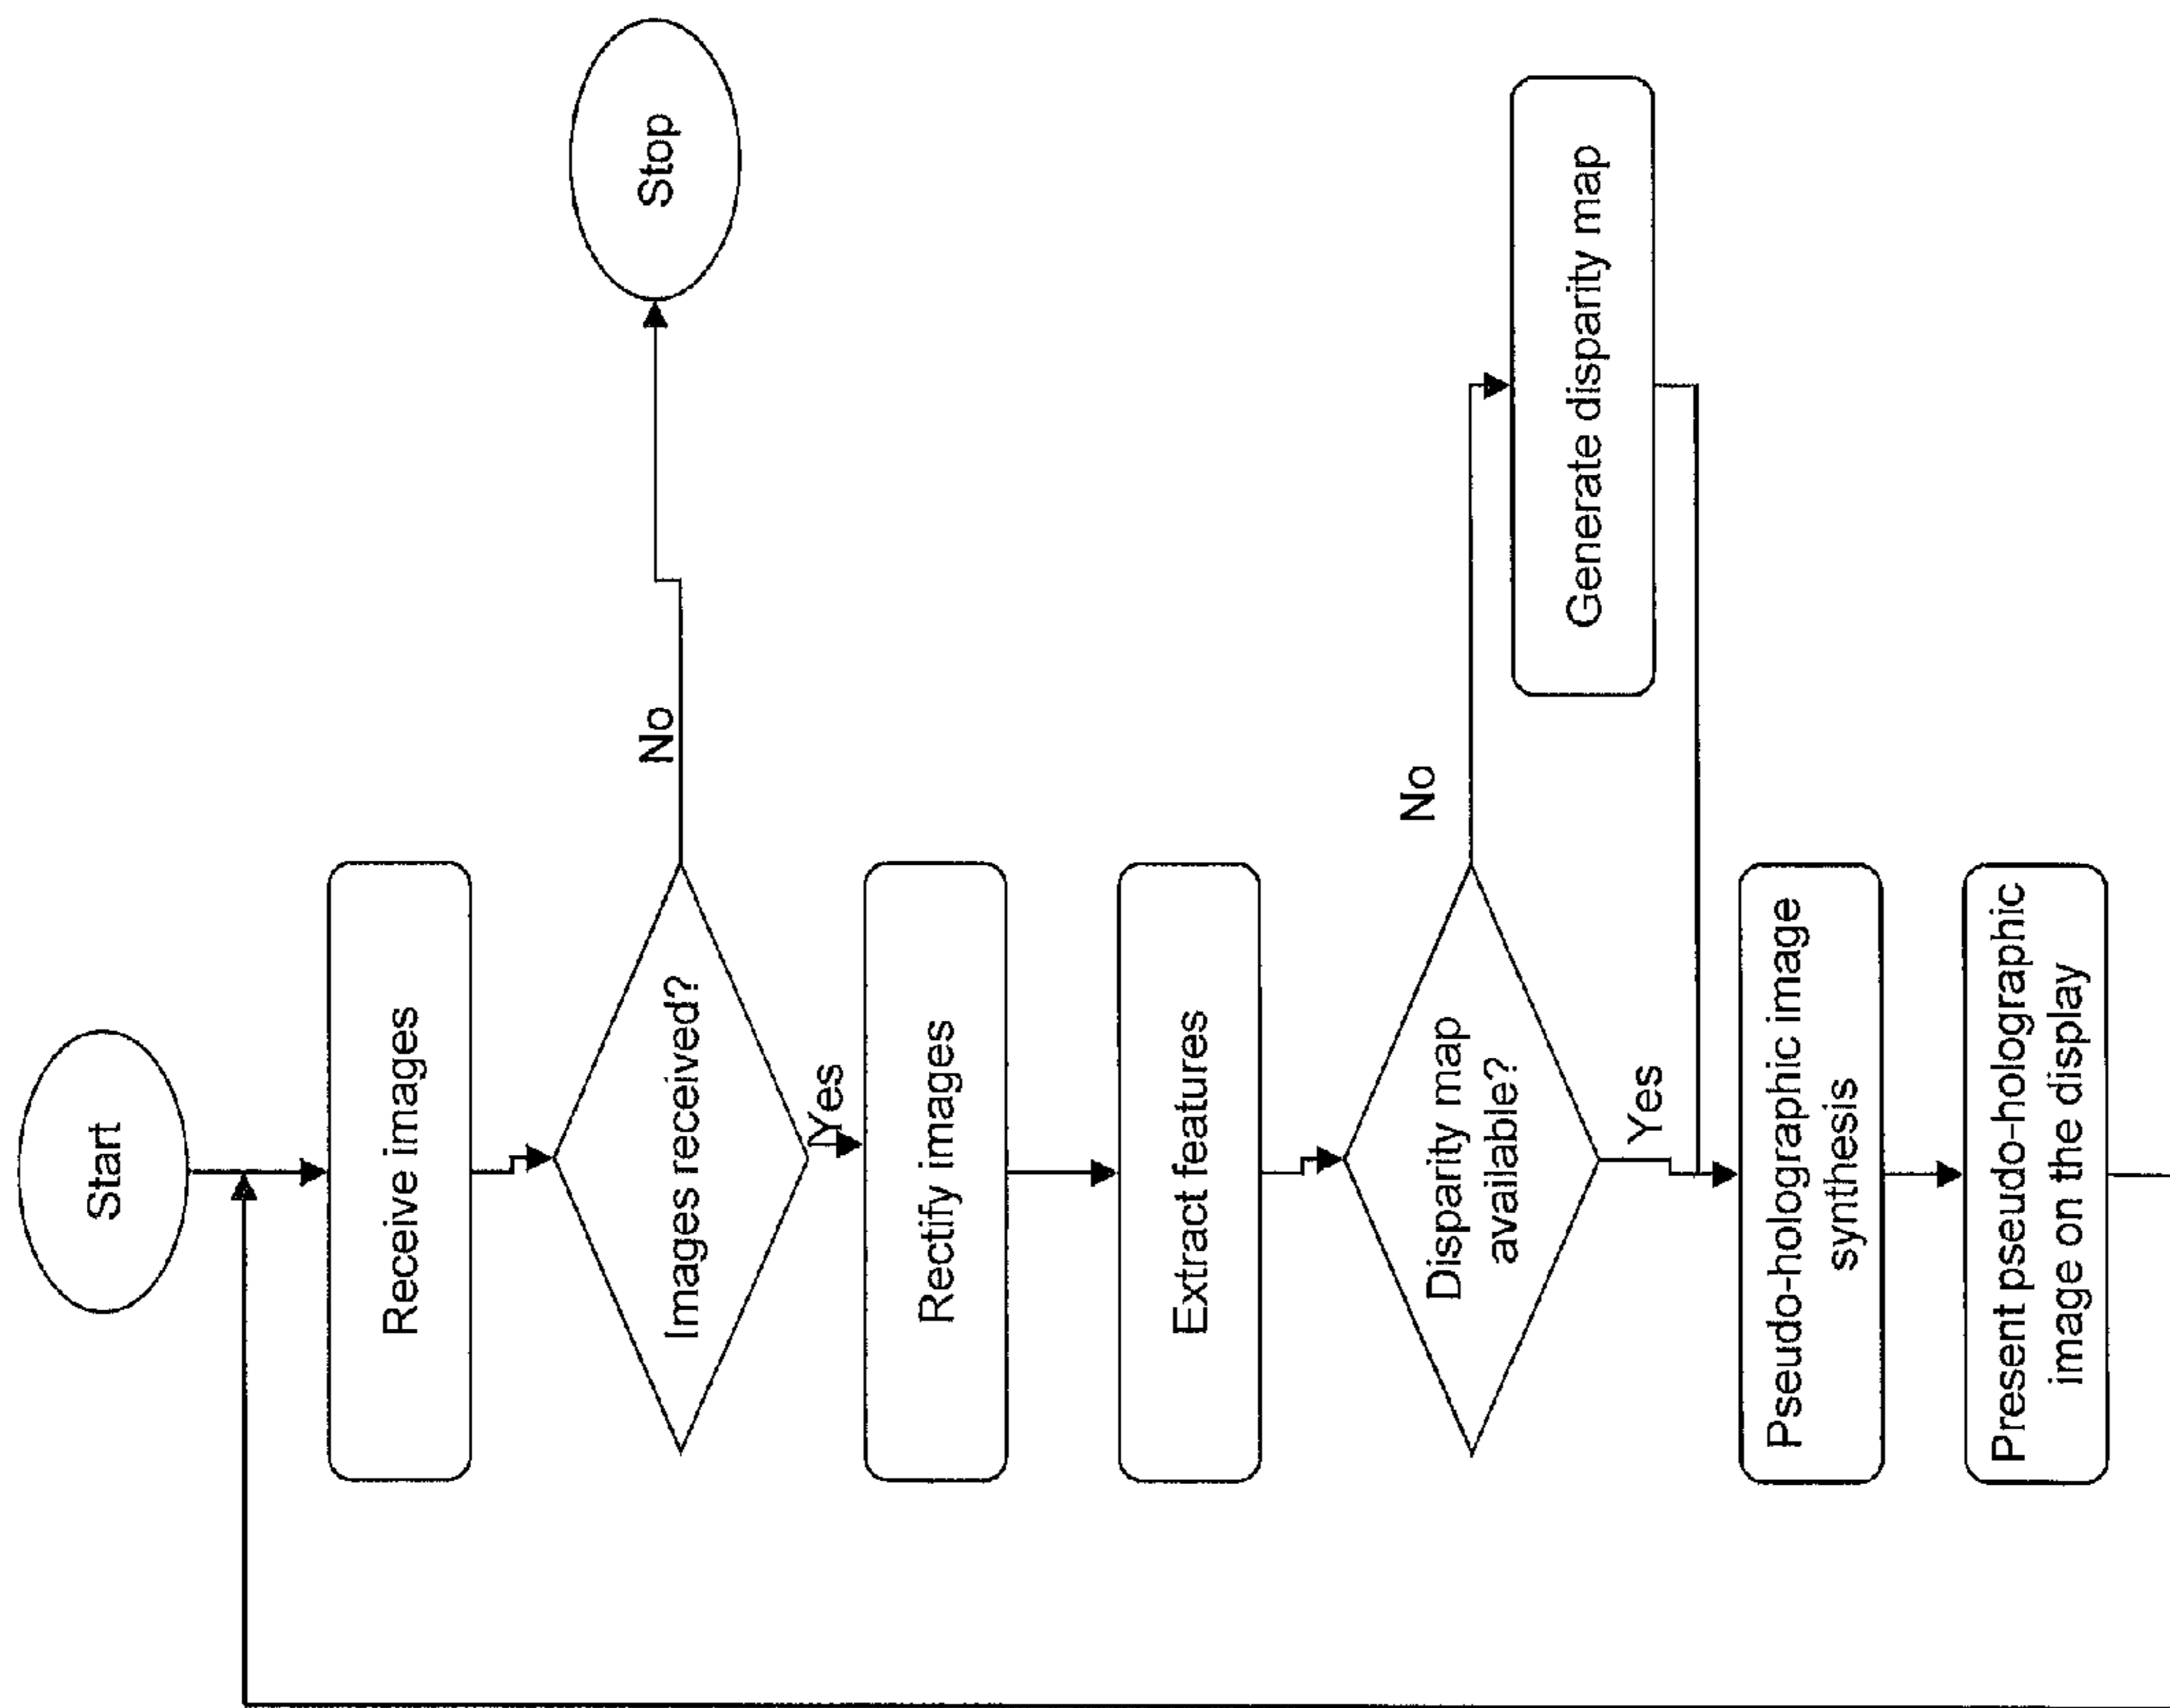 Start
Receive images
Images received?
No
Stop
Yes
Rectify images
Extract features
Disparity map
available?
No
Generate disparity map
Yes
Pseudo-holographic image
synthesis
Present pseudo-holographic
image on the display